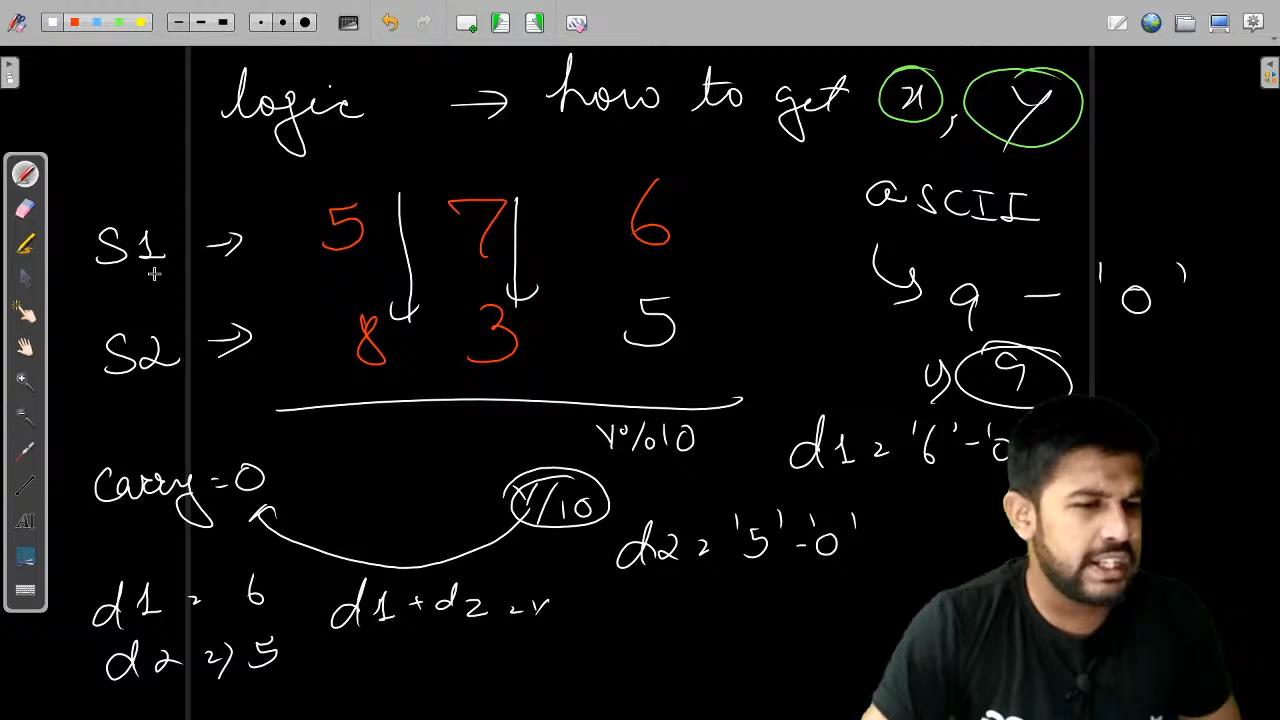 logic → how to get x, y
S1 → 5 7 6
S2 → 8 3 5
r%10
carry = 0
r/10
d1 = 6
d2 => 5
d1 + d2 = r
ASCII
↳ 9 - '0'
9
d1 = '6' - '0
d2 = '5' - '0'